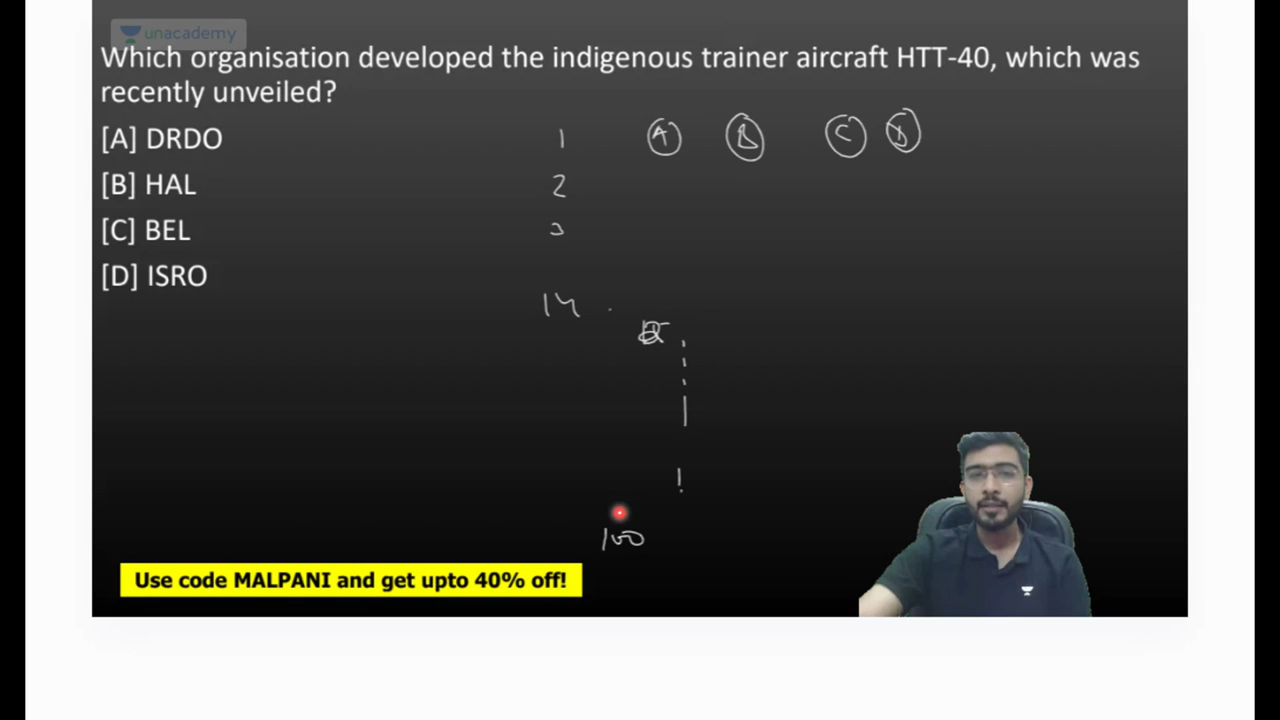 unacademy
Which organisation developed the indigenous trainer aircraft HTT-40, which was
recently unveiled?
[A] DRDO
[B] HAL
[C] BEL
[D] ISRO
1 A B C D
2
3
14
100
Use code MALPANI and get upto 40% off!